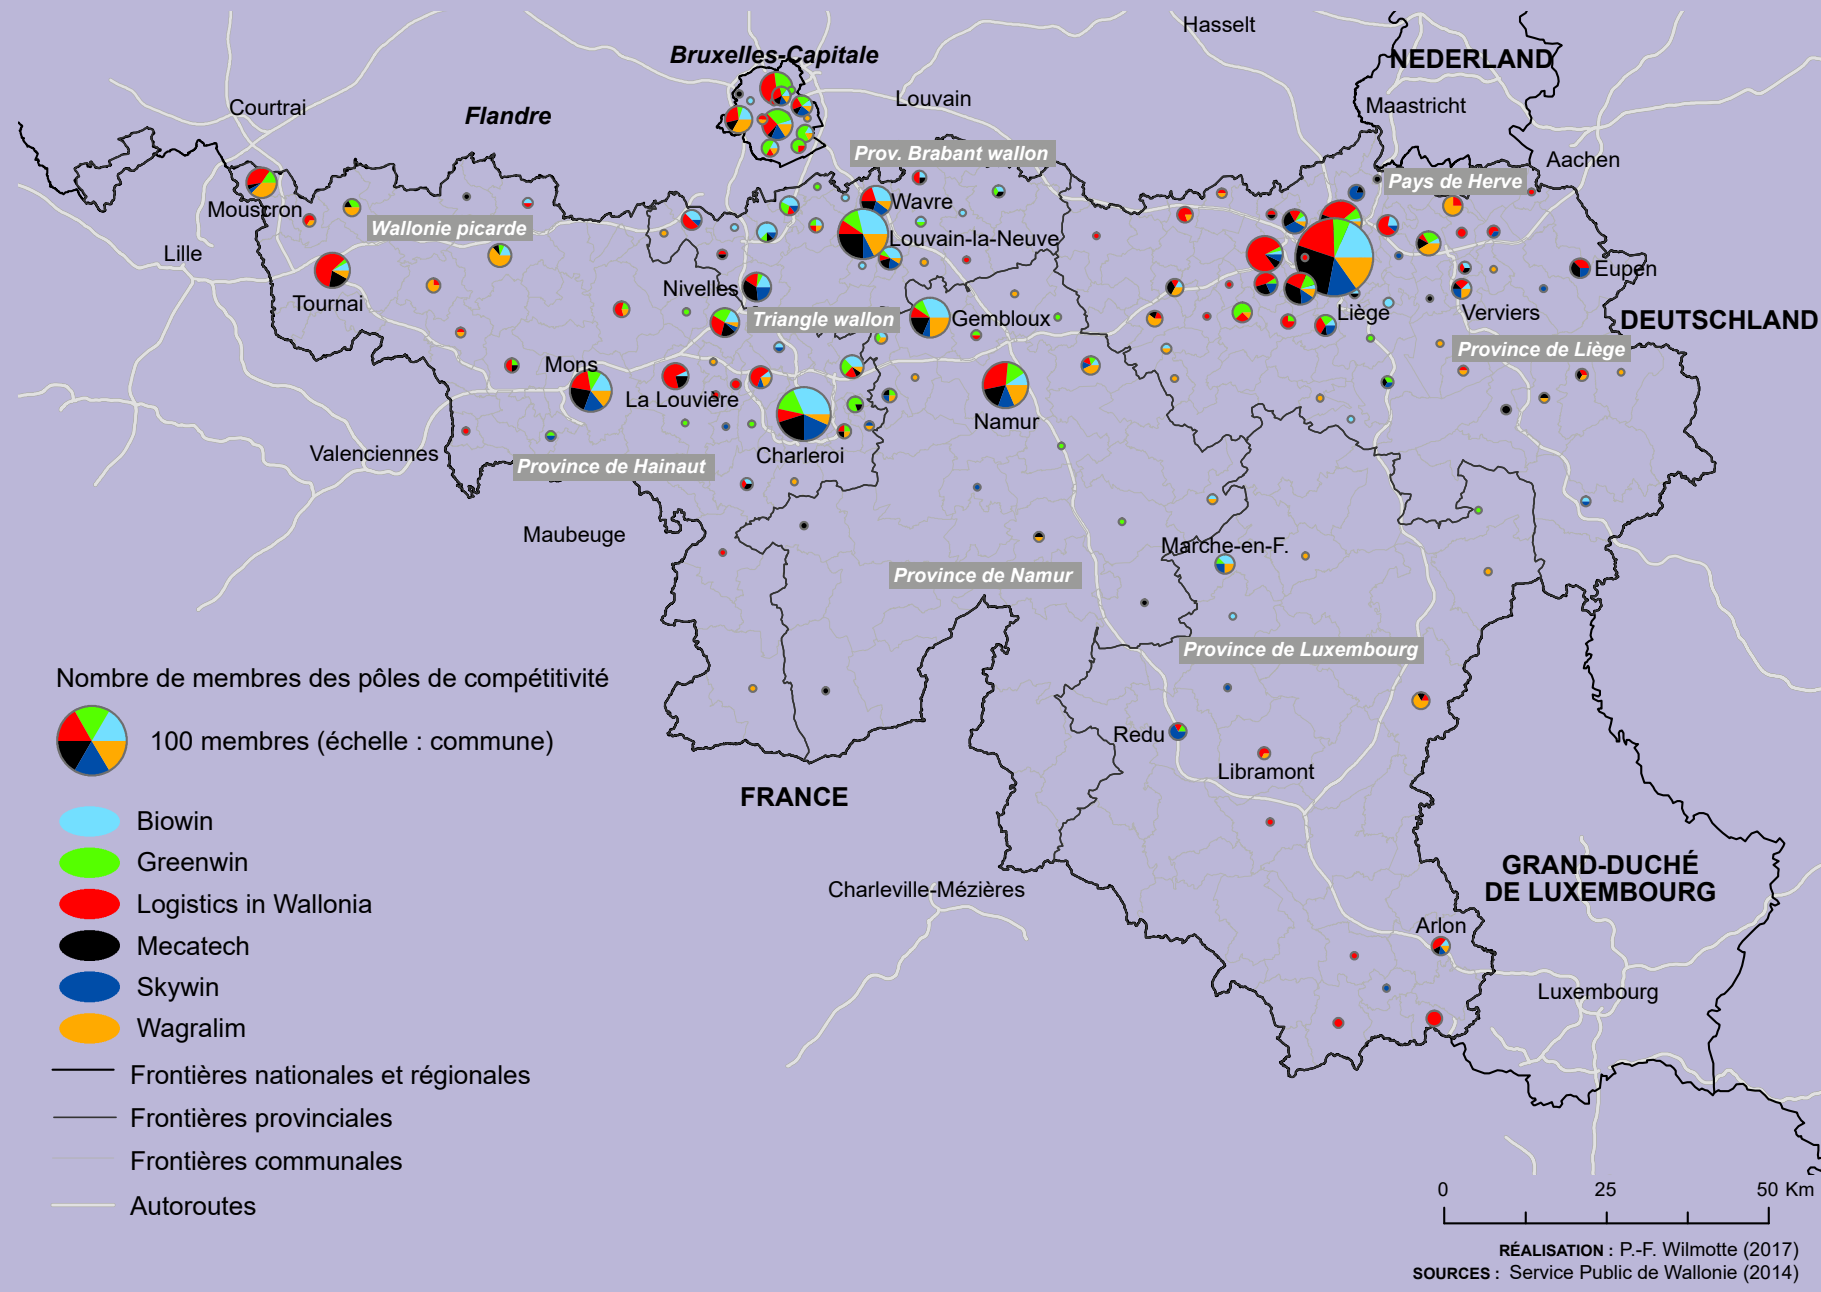 Hasselt
Bruxelles-Capitale
NEDERLAND
Courtrai
Louvain
Maastricht
Flandre
Prov. Brabant wallon
Aachen
Pays de Herve
Mouscron
Wavre
Wallonie picarde
Louvain-la-Neuve
Lille
Eupen
Tournai
Nivelles
Triangle wallon
Gembloux
Liège
Verviers
DEUTSCHLAND
Province de Liège
Mons
La Louvière
Namur
Valenciennes
Charleroi
Province de Hainaut
Maubeuge
Marche-en-F.
Province de Namur
Province de Luxembourg
Nombre de membres des pôles de compétitivité
100 membres (échelle : commune)
Redu
Libramont
FRANCE
Biowin
Greenwin
Logistics in Wallonia
Mecatech
Skywin
Wagralim
Frontières nationales et régionales
Frontières provinciales
Frontières communales
Autoroutes
GRAND-DUCHÉ
DE LUXEMBOURG
Charleville-Mézières
Arlon
Luxembourg
0 25 50 Km
RÉALISATION : P.-F. Wilmotte (2017)
SOURCES : Service Public de Wallonie (2014)